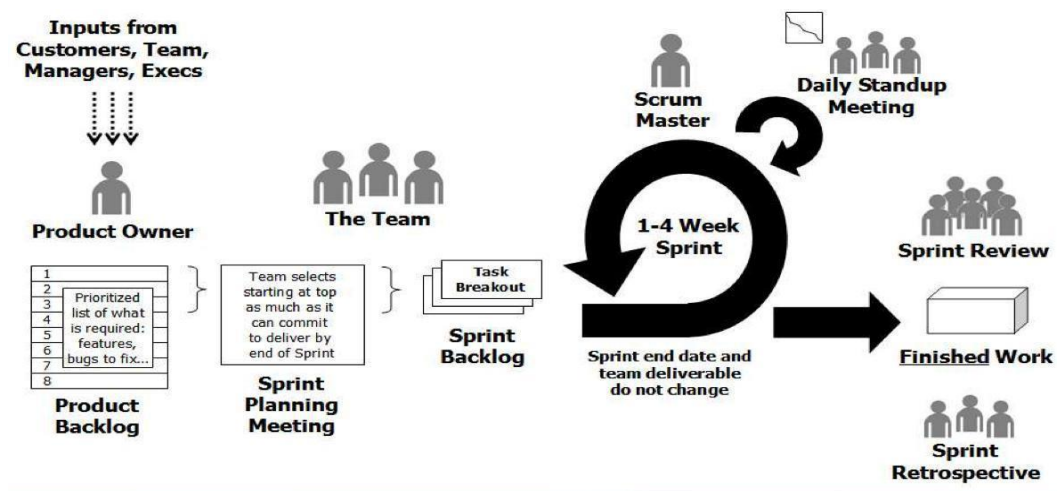 Inputs from
Customers, Team,
Managers, Execs
Product Owner
The Team
Scrum
Master
Daily Standup
Meeting
1-4 Week
Sprint
Sprint Review
1
2
3
4
5
6
7
8
Prioritized
list of what
is required:
features,
bugs to fix...
Product
Backlog
Team selects
starting at top
as much as it
can commit
to deliver by
end of Sprint
Sprint
Planning
Meeting
Task
Breakout
Sprint
Backlog
Sprint end date and
team deliverable
do not change
Finished Work
Sprint
Retrospective